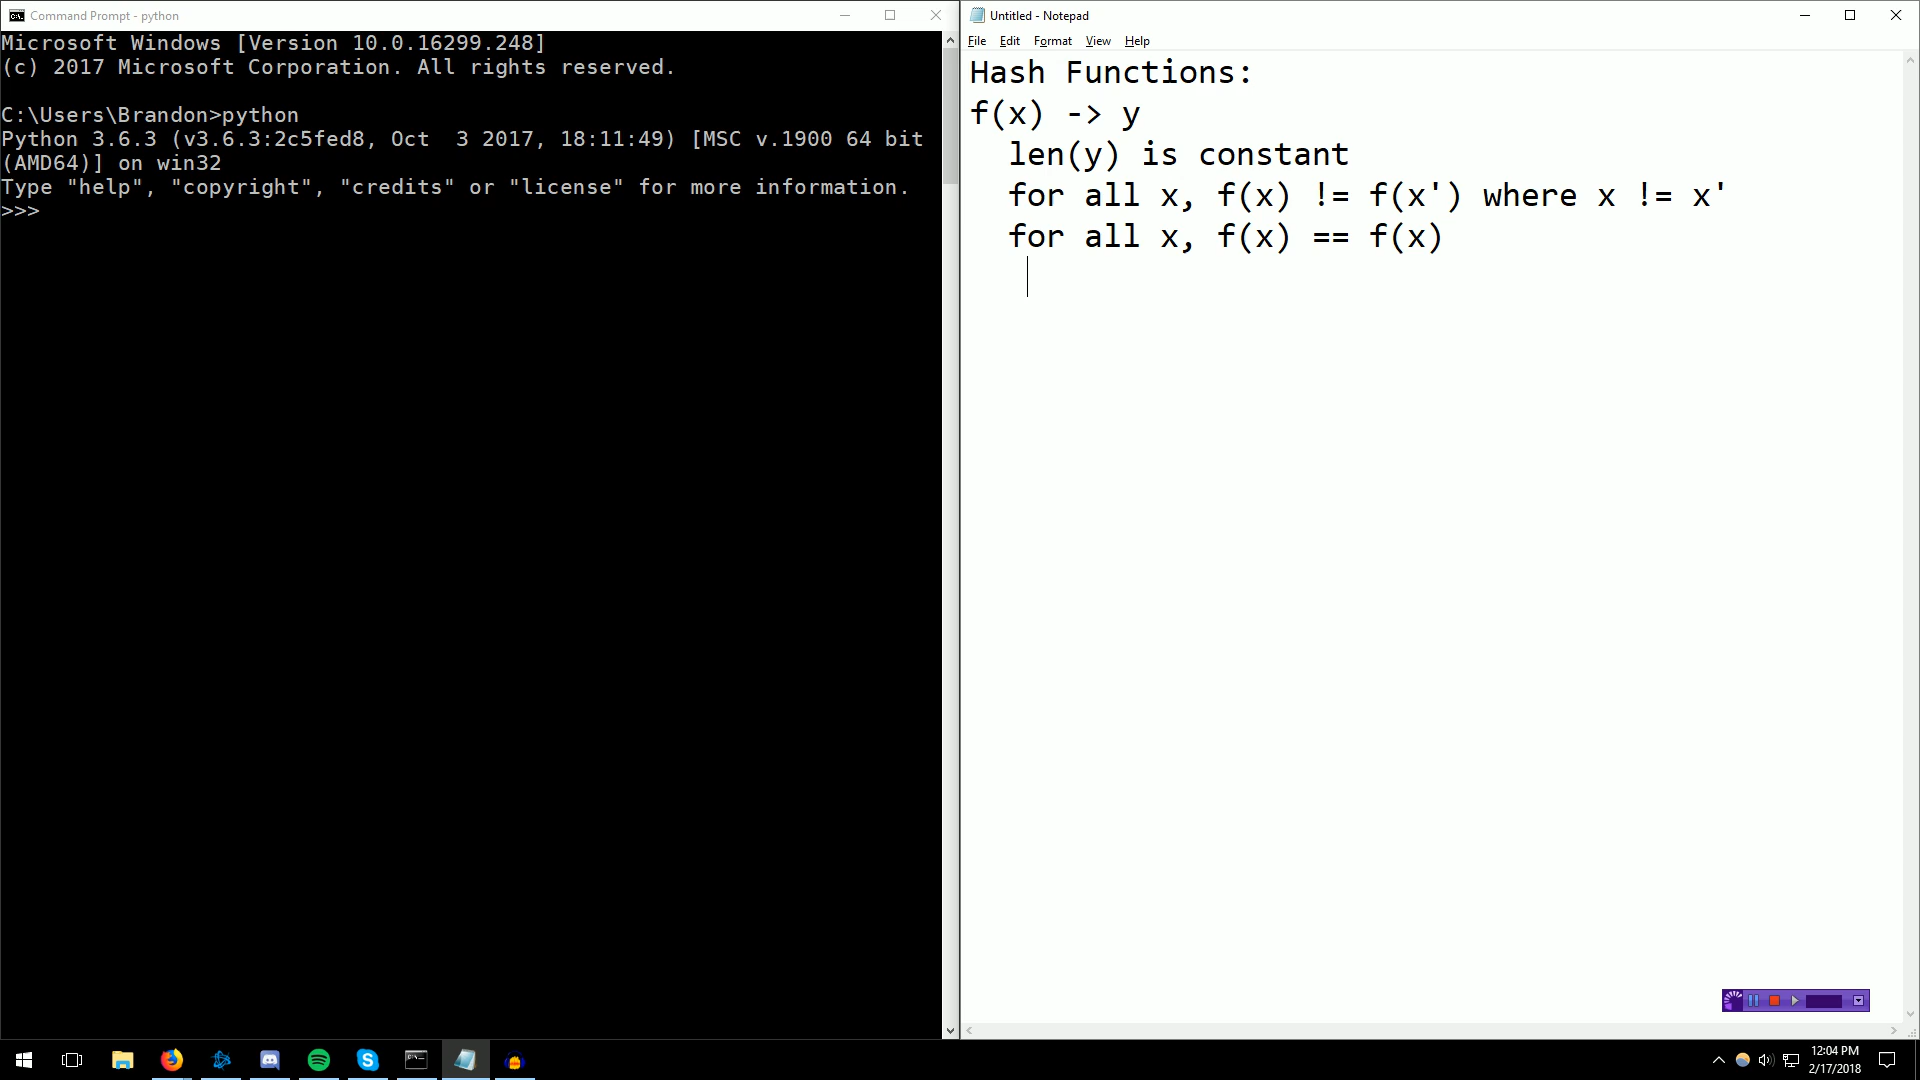 Command Prompt - python
Microsoft Windows [Version 10.0.16299.248]
(c) 2017 Microsoft Corporation. All rights reserved.
C:\Users\Brandon>python
Python 3.6.3 (v3.6.3:2c5fed8, Oct  3 2017, 18:11:49) [MSC v.1900 64 bit
(AMD64)] on win32
Type "help", "copyright", "credits" or "license" for more information.
>>>
Untitled - Notepad
File Edit Format View Help
Hash Functions:
f(x) -> y
  len(y) is constant
  for all x, f(x) != f(x') where x != x'
  for all x, f(x) == f(x)
12:04 PM
2/17/2018